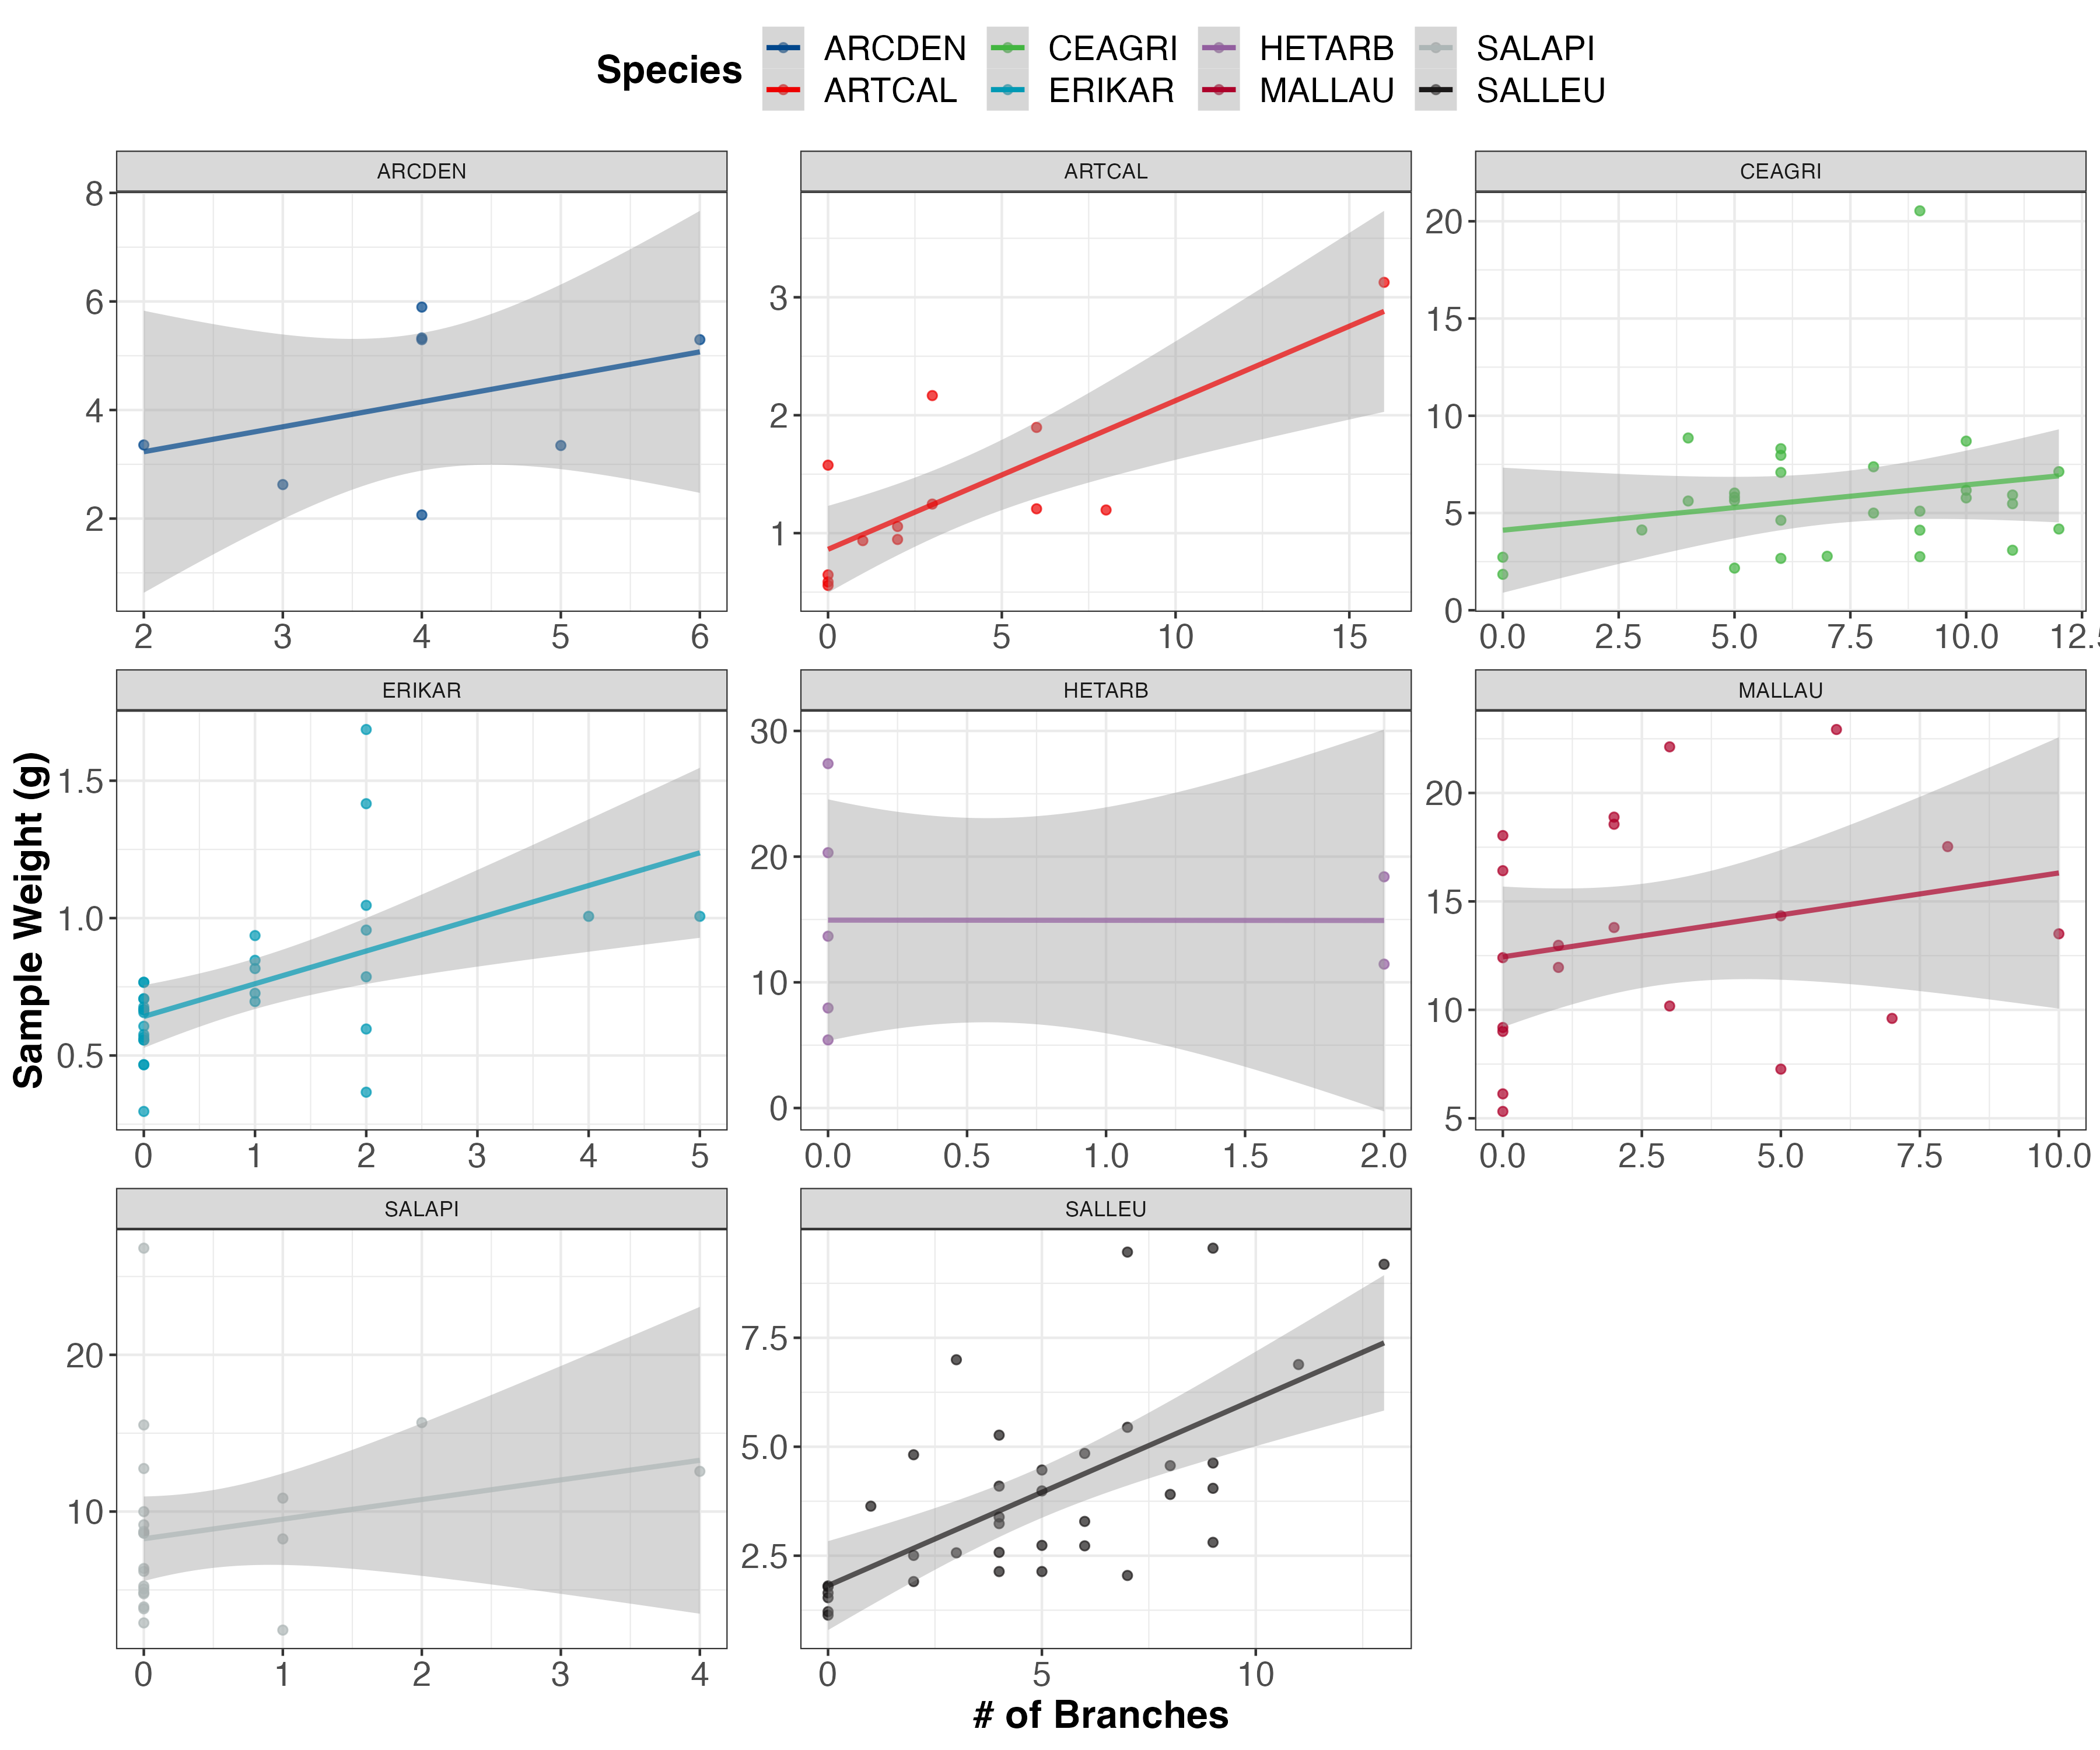 Species ARCDEN CEAGRI HETARB SALAPI
ARTCAL ERIKAR MALLAU SALLEU
ARCDEN ARTCAL CEAGRI
8
6
4
2
2 3 4 5 6
3
2
1
0 5 10 15
20
15
10
5
0
0.0 2.5 5.0 7.5 10.0 12.5
ERIKAR HETARB MALLAU
Sample Weight (g)
1.5
1.0
0.5
0 1 2 3 4 5
30
20
10
0
0.0 0.5 1.0 1.5 2.0
20
15
10
5
0.0 2.5 5.0 7.5 10.0
SALAPI SALLEU
20
10
0 1 2 3 4
7.5
5.0
2.5
0 5 10
# of Branches